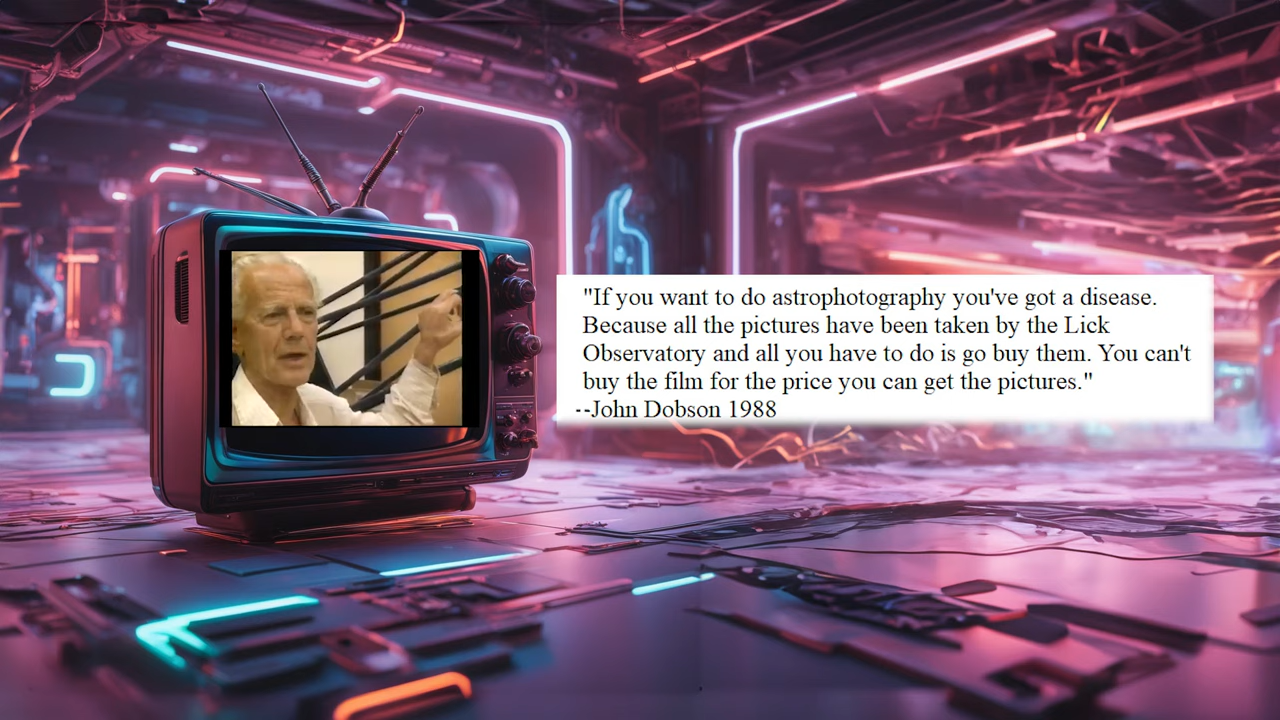 "If you want to do astrophotography you've got a disease.
Because all the pictures have been taken by the Lick
Observatory and all you have to do is go buy them. You can't
buy the film for the price you can get the pictures."
--John Dobson 1988